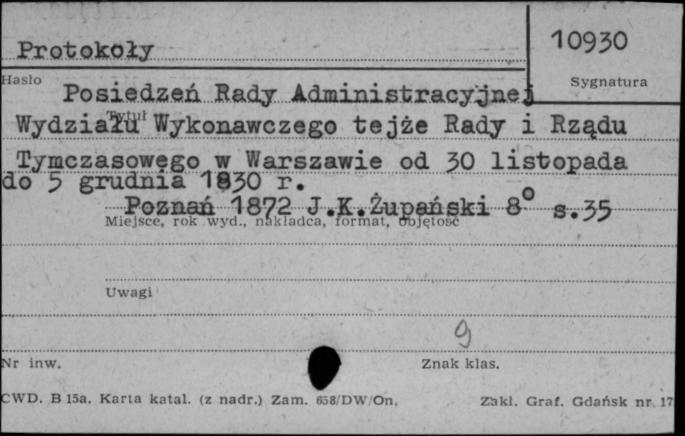 Protokoły
10930
Hasło
Sygnatura
Posiedzeń Rady Administracyjnej
Tytuł
Wydziału Wykonawczego tejże Rady i Rządu
Tymczasowego w Warszawie od 30 listopada
do 5 grudnia 1830 r.
Poznań 1872 J.K.Żupański 8° s.35
Miejsce, rok wyd., nakładca, format, objętość
Uwagi
9
Nr inw.
Znak klas.
CWD. B 15a. Karta katal. (z nadr.) Zam. 658/DW/On.
Zakł. Graf. Gdańsk nr. 17